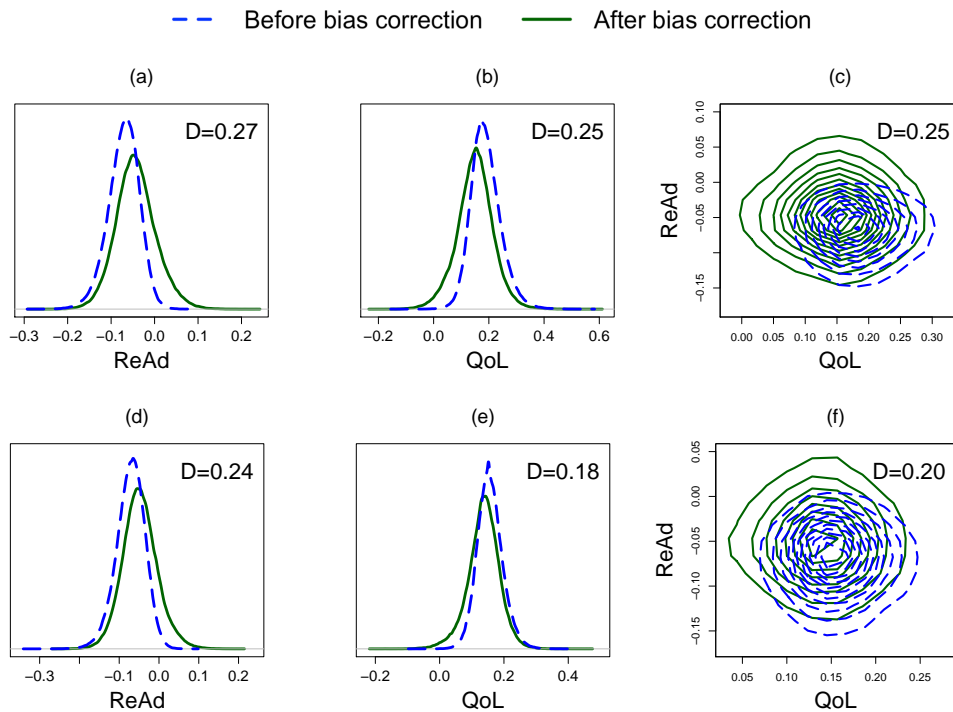 Before bias correction After bias correction
(a) (b) (c)
D=0.27 D=0.25 D=0.25
0.10
0.05
0.00
−0.05
−0.15
ReAd
−0.3 −0.2 −0.1 0.0 0.1 0.2
−0.2 0.0 0.2 0.4 0.6
0.00 0.05 0.10 0.15 0.20 0.25 0.30
ReAd QoL QoL
(d) (e) (f)
D=0.24 D=0.18 D=0.20
0.05
0.00
−0.05
−0.10
−0.15
ReAd
−0.3 −0.2 −0.1 0.0 0.1 0.2
−0.2 0.0 0.2 0.4
0.05 0.10 0.15 0.20 0.25
ReAd QoL QoL